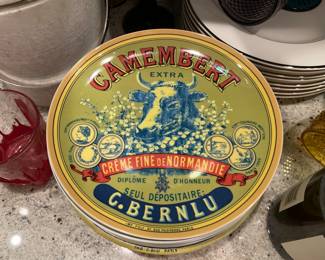 CAMEMBERT
EXTRA
CRÈME FINE DE NORMANDIE
DIPLÔME D'HONNEUR
SEUL DÉPOSITAIRE:
G. BERNLU